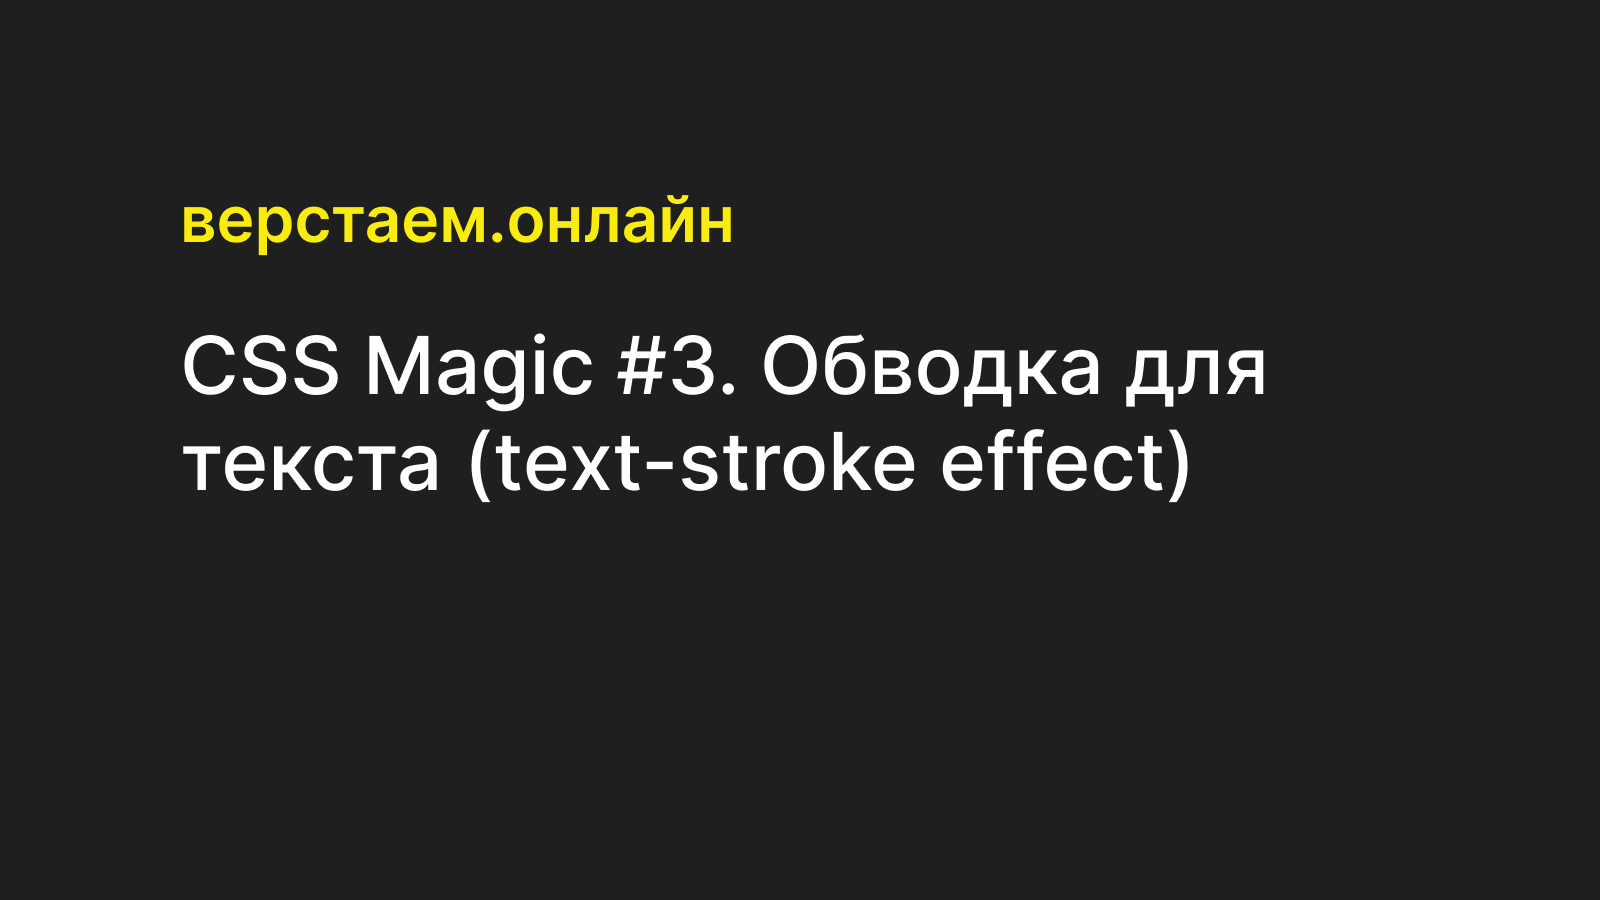 верстаем.онлайн
CSS Magic #3. Обводка для
текста (text-stroke effect)